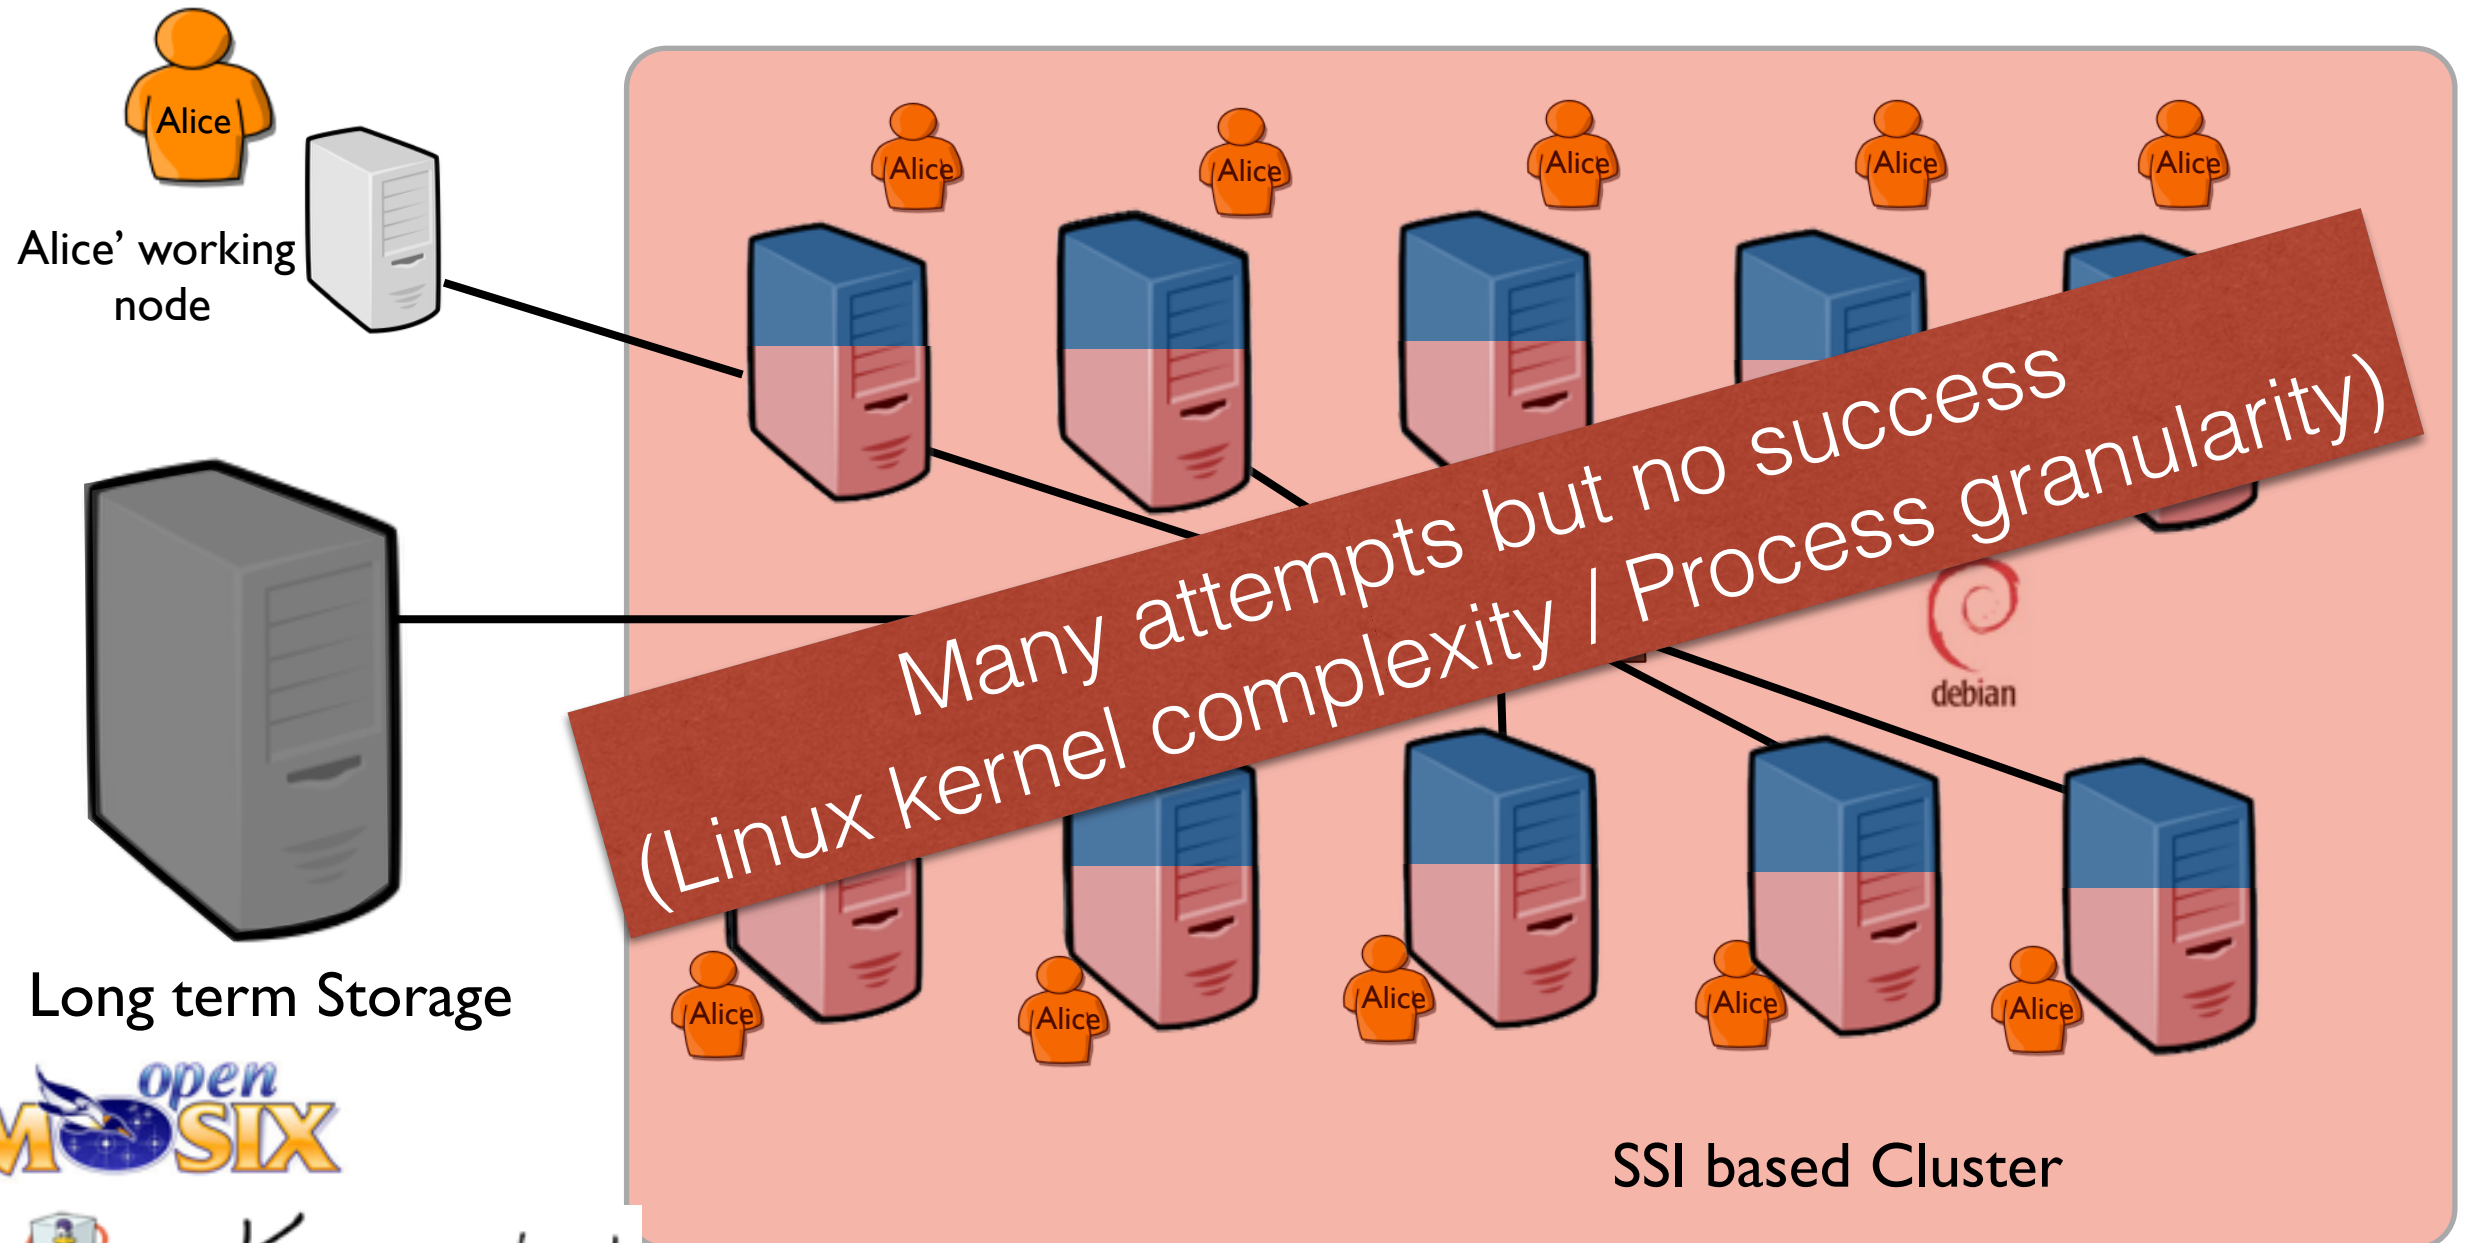 Alice
Alice' working
node
Alice
Alice
Alice
Alice
Alice
Many attempts but no success
(Linux kernel complexity / Process granularity)
debian
Long term Storage
Alice
Alice
Alice
Alice
Alice
open
MOSIX
SSI based Cluster